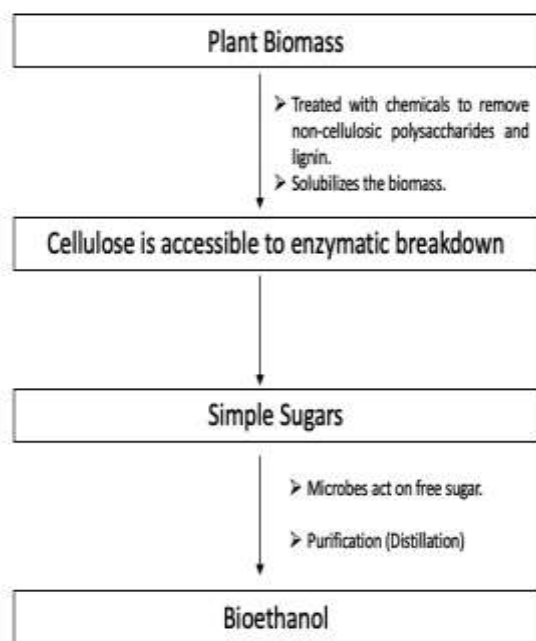 Plant Biomass
➢ Treated with chemicals to remove
non-cellulosic polysaccharides and
lignin.
➢ Solubilizes the biomass.
Cellulose is accessible to enzymatic breakdown
Simple Sugars
➢ Microbes act on free sugar.
➢ Purification (Distillation)
Bioethanol